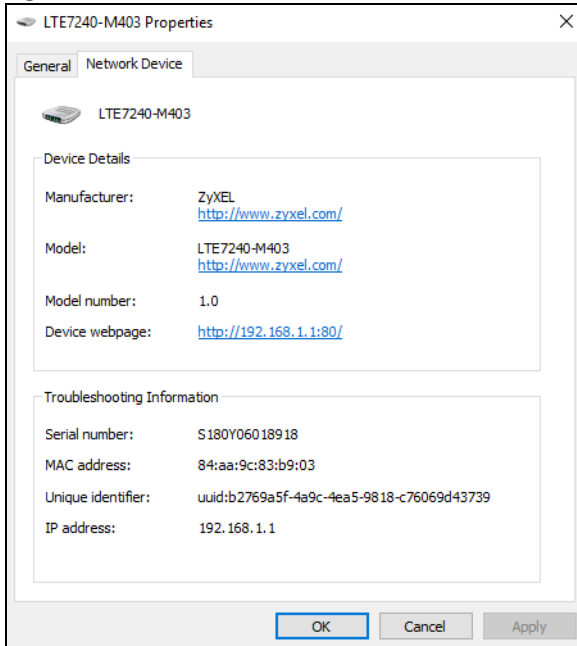 LTE7240-M403 Properties
General Network Device
LTE7240-M403
Device Details
Manufacturer: ZyXEL
http://www.zyxel.com/
Model: LTE7240-M403
http://www.zyxel.com/
Model number: 1.0
Device webpage: http://192.168.1.1:80/
Troubleshooting Information
Serial number: S180Y06018918
MAC address: 84:aa:9c:83:b9:03
Unique identifier: uuid:b2769a5f-4a9c-4ea5-9818-c76069d43739
IP address: 192.168.1.1
OK Cancel Apply